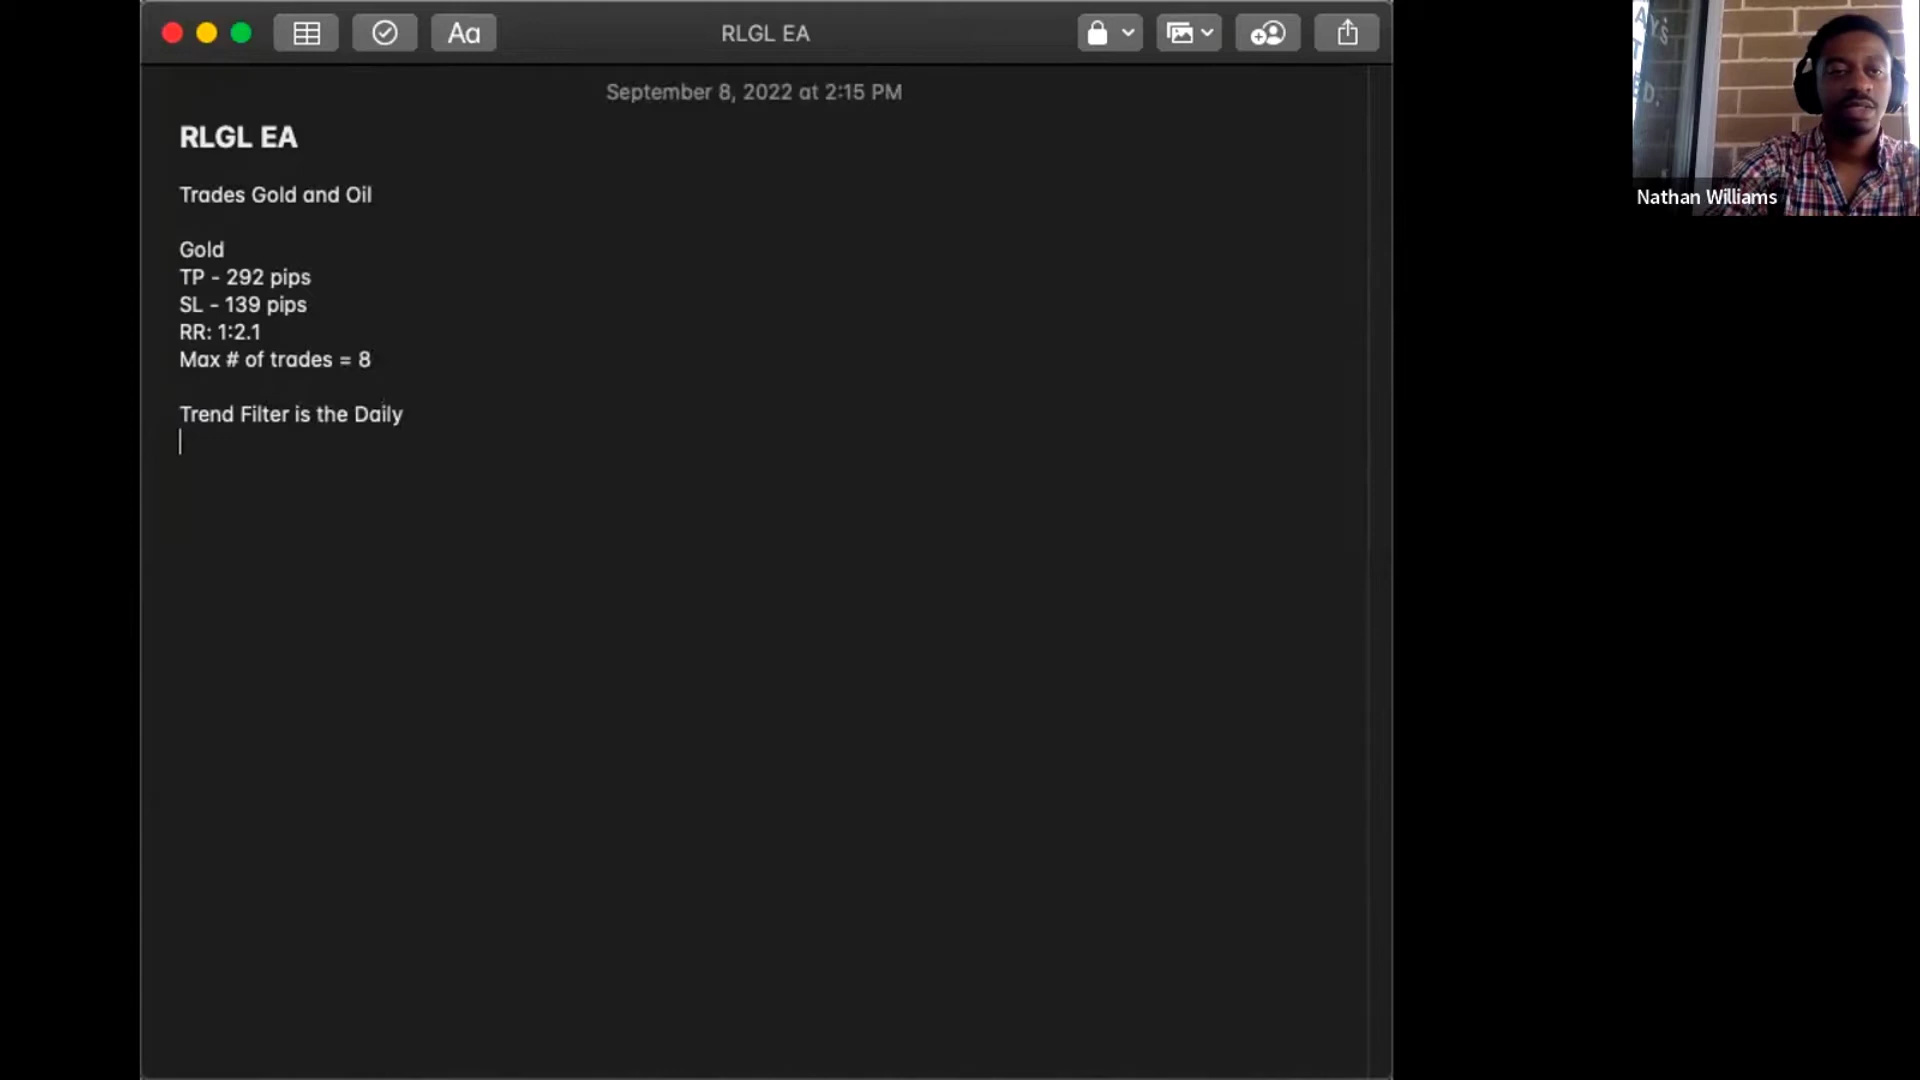 Aa
RLGL EA
September 8, 2022 at 2:15 PM
RLGL EA
Trades Gold and Oil
Gold
TP - 292 pips
SL - 139 pips
RR: 1:2.1
Max # of trades = 8
Trend Filter is the Daily
Nathan Williams